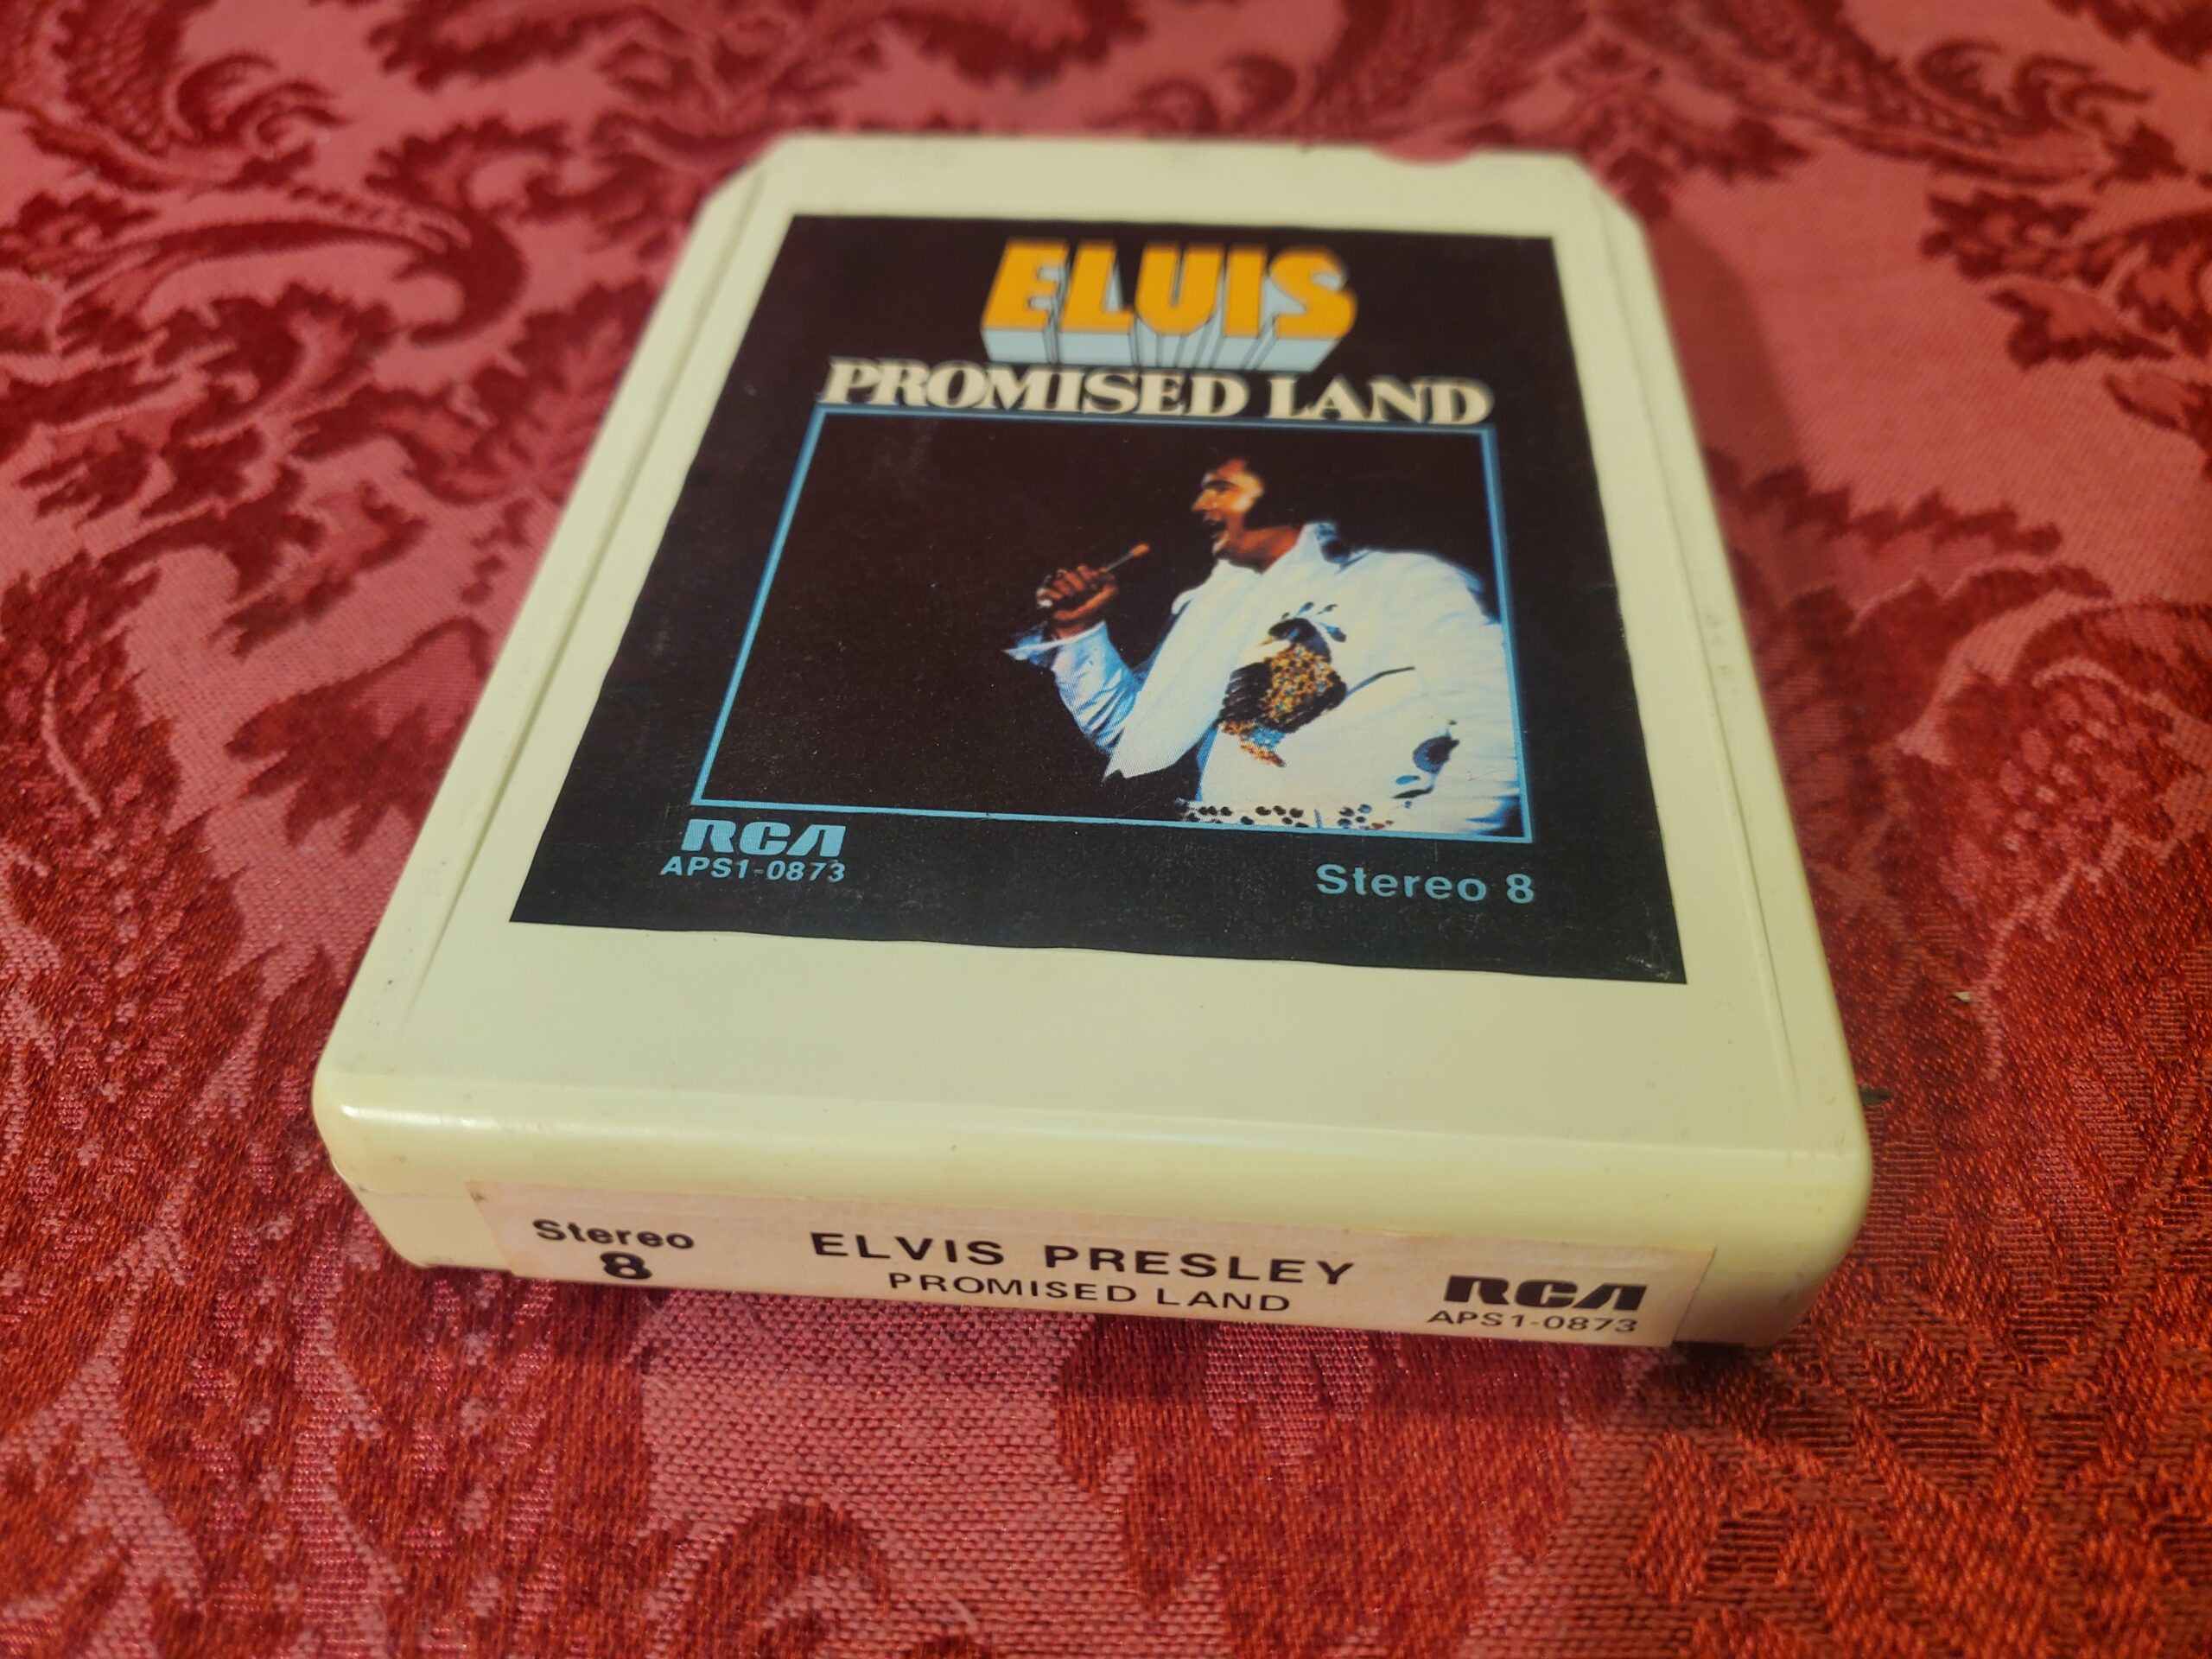 ELVIS
PROMISED LAND
RCA
APS1-0873
Stereo 8
Stereo
8
ELVIS PRESLEY
PROMISED LAND
RCA
APS1-0873